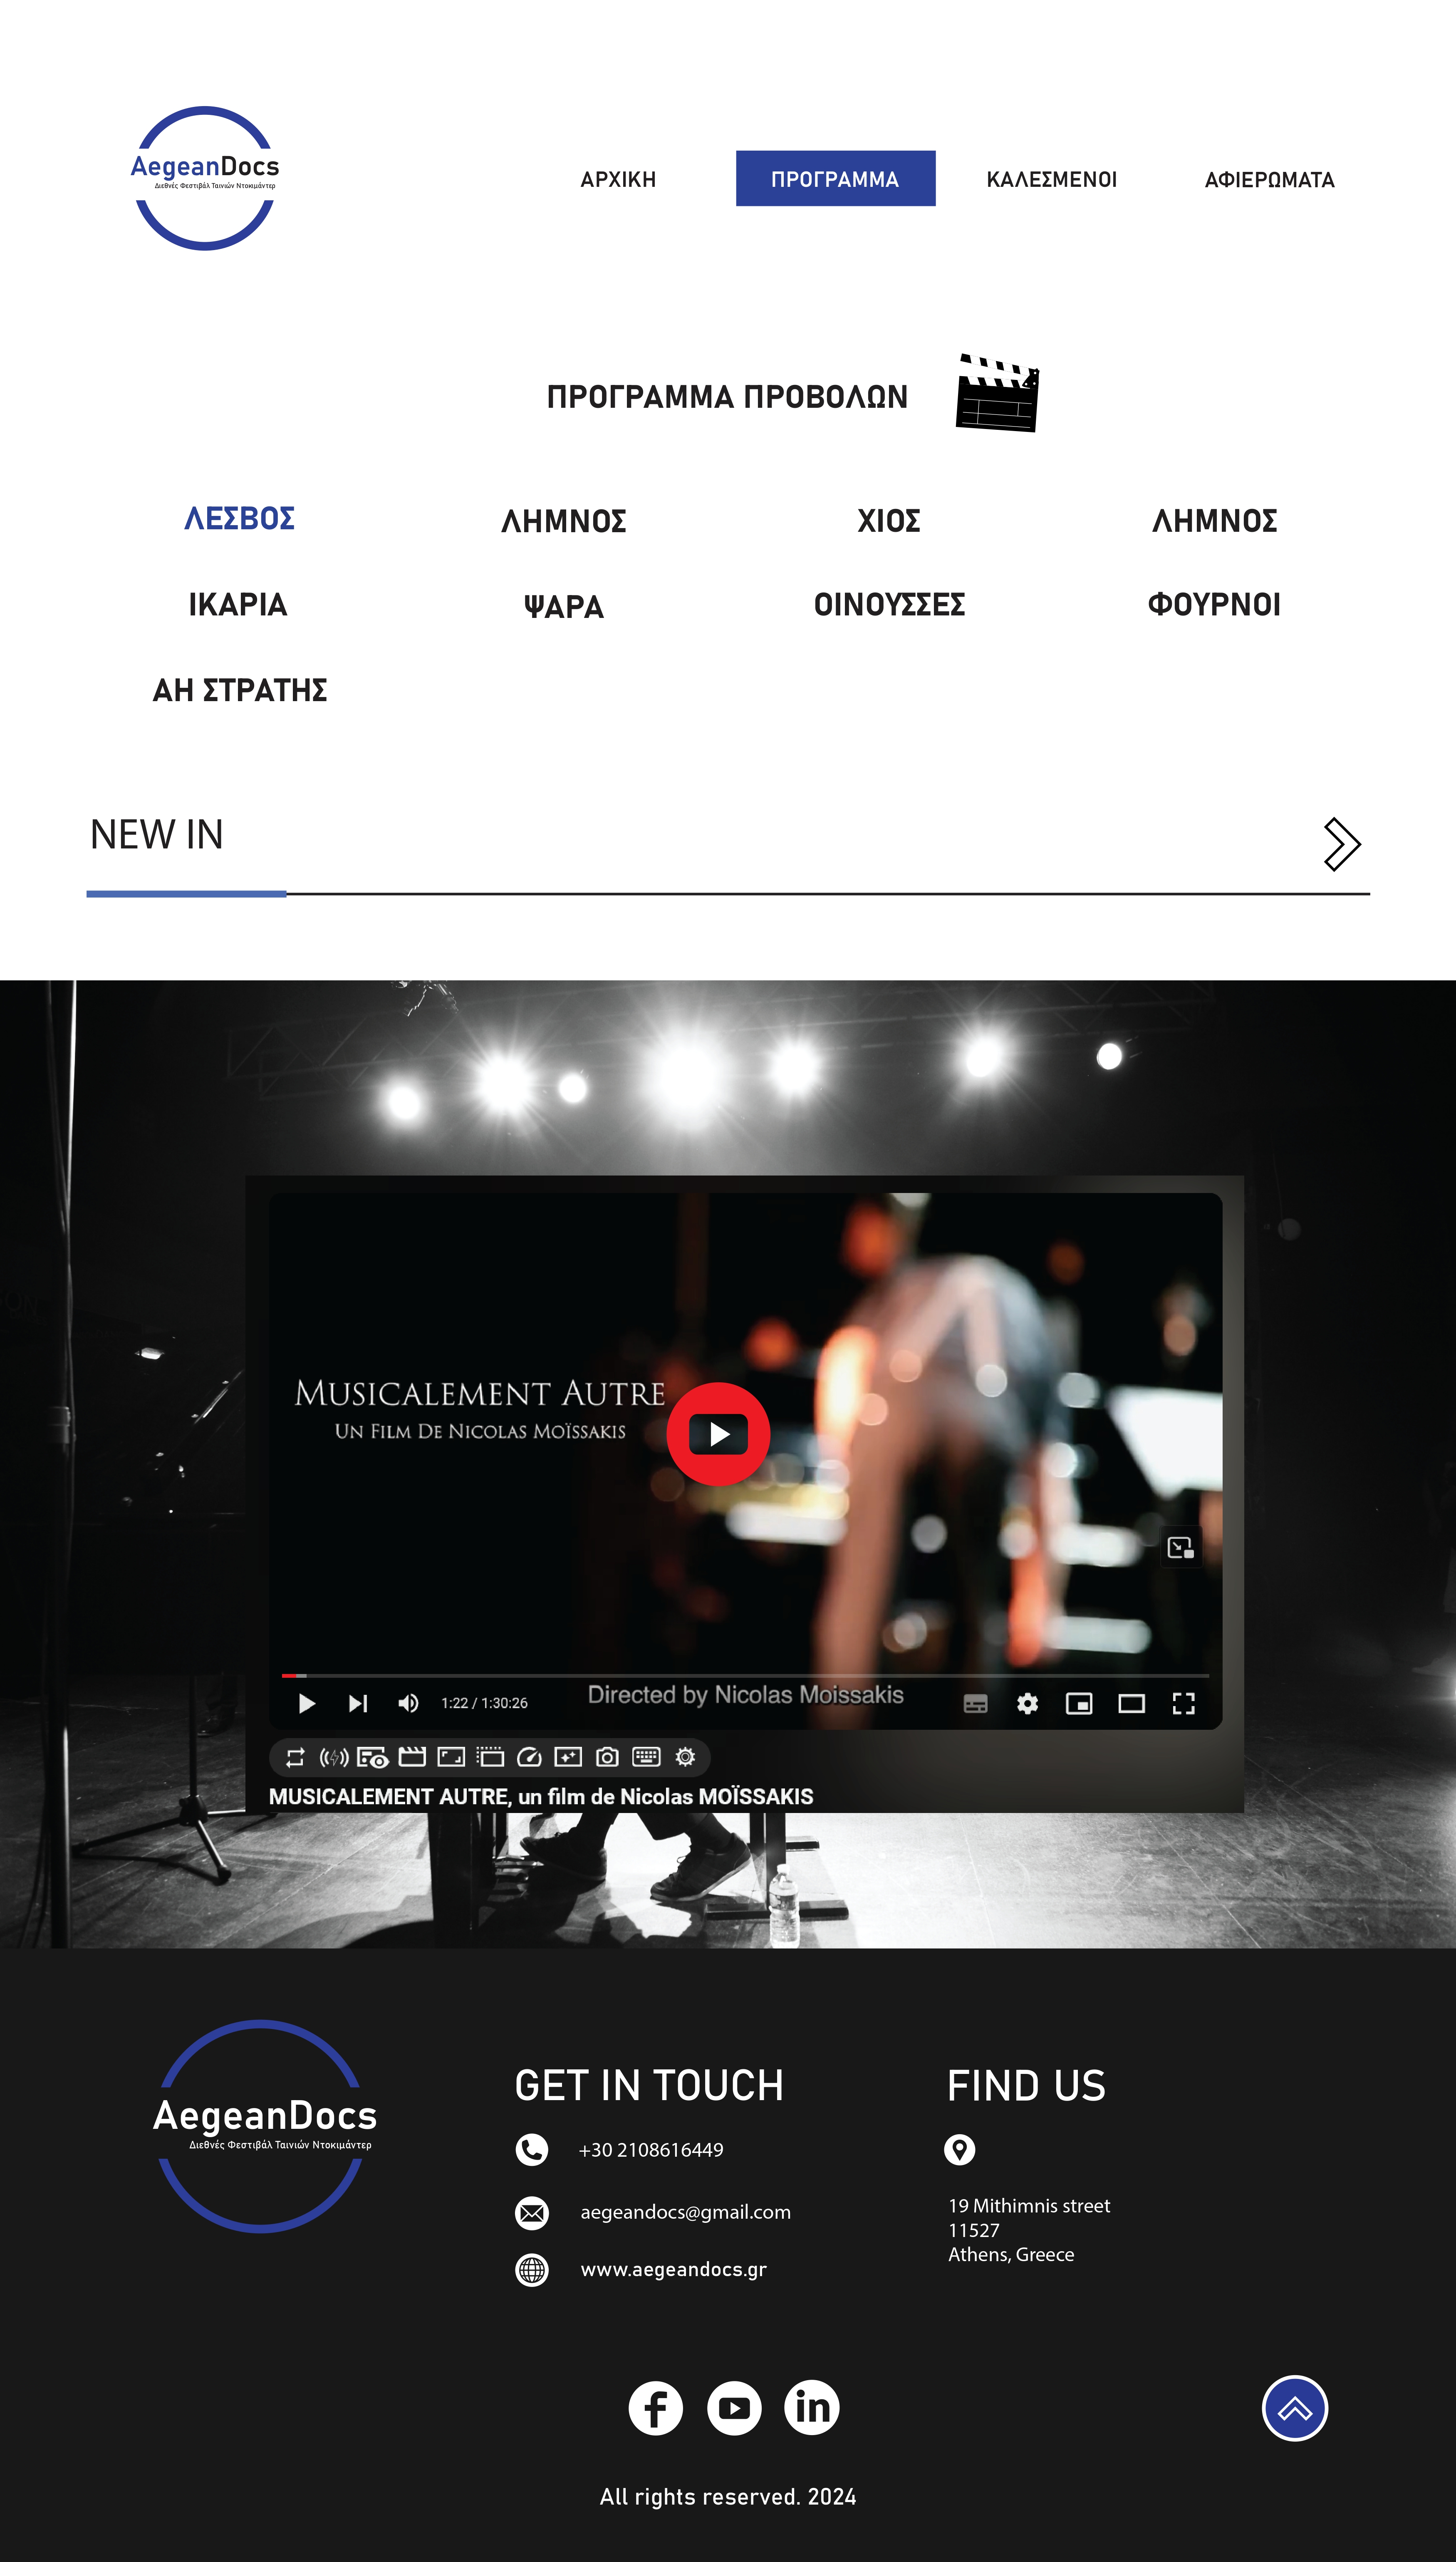 AegeanDocs
Διεθνές Φεστιβάλ Ταινιών Ντοκιμάντερ
ΑΡΧΙΚΗ ΠΡΟΓΡΑΜΜΑ ΚΑΛΕΣΜΕΝΟΙ ΑΦΙΕΡΩΜΑΤΑ
ΠΡΟΓΡΑΜΜΑ ΠΡΟΒΟΛΩΝ
ΛΕΣΒΟΣ ΛΗΜΝΟΣ ΧΙΟΣ ΛΗΜΝΟΣ
ΙΚΑΡΙΑ ΨΑΡΑ ΟΙΝΟΥΣΣΕΣ ΦΟΥΡΝΟΙ
ΑΗ ΣΤΡΑΤΗΣ
NEW IN
MUSICALEMENT AUTRE
UN FILM DE NICOLAS MOÏSSAKIS
Directed by Nicolas Moissakis
1:22 / 1:30:26
MUSICALEMENT AUTRE, un film de Nicolas MOÏSSAKIS
AegeanDocs
Διεθνές Φεστιβάλ Ταινιών Ντοκιμάντερ
GET IN TOUCH
+30 2108616449
aegeandocs@gmail.com
www.aegeandocs.gr
FIND US
19 Mithimnis street
11527
Athens, Greece
All rights reserved. 2024